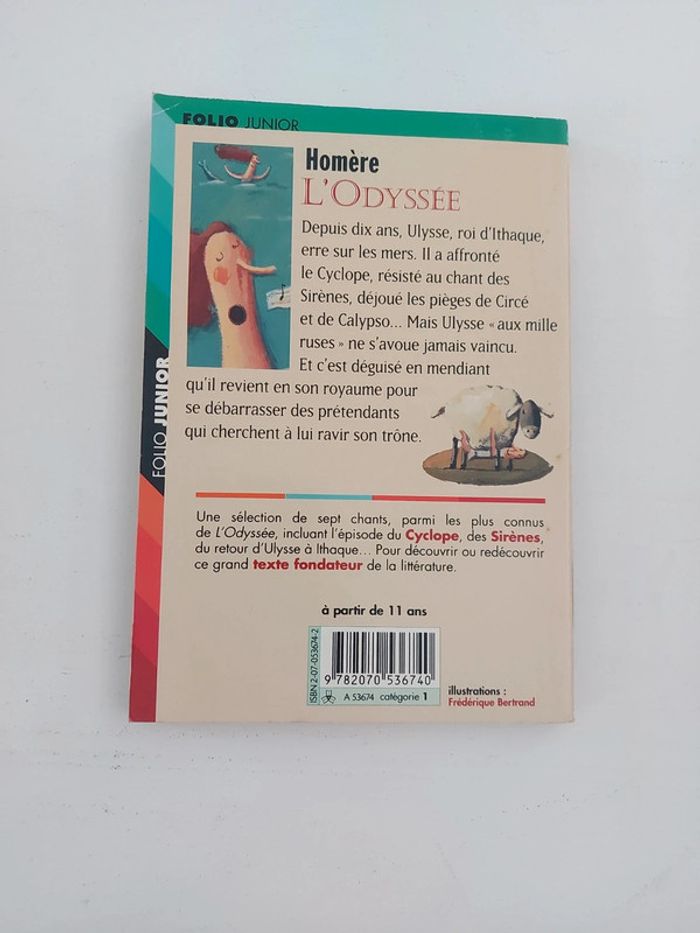 FOLIO JUNIOR
Homère
L'ODYSSÉE
Depuis dix ans, Ulysse, roi d'Ithaque,
erre sur les mers. Il a affronté
le Cyclope, résisté au chant des
Sirènes, déjoué les pièges de Circé
et de Calypso... Mais Ulysse « aux mille
ruses » ne s'avoue jamais vaincu.
Et c'est déguisé en mendiant
qu'il revient en son royaume pour
se débarrasser des prétendants
qui cherchent à lui ravir son trône.
FOLIO JUNIOR
Une sélection de sept chants, parmi les plus connus
de L'Odyssée, incluant l'épisode du Cyclope, des Sirènes,
du retour d'Ulysse à Ithaque... Pour découvrir ou redécouvrir
ce grand texte fondateur de la littérature.
à partir de 11 ans
ISBN 2-07-053674-2
9 782070 536740
A 53674 catégorie 1
illustrations :
Frédérique Bertrand